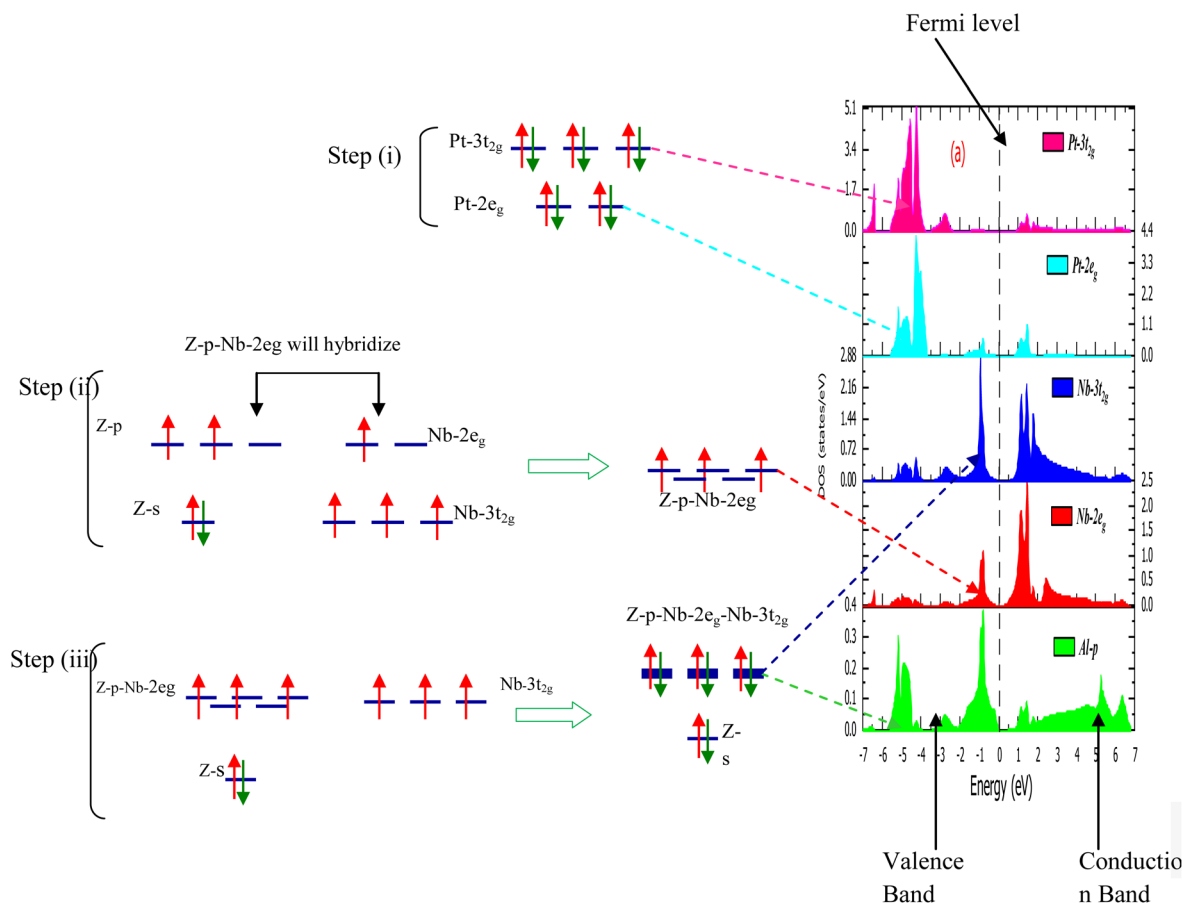 Fermi level
Step (i)
Pt-3t2g
Pt-2eg
Z-p-Nb-2eg will hybridize
Step (ii)
Z-p
Nb-2eg
Z-s
Nb-3t2g
Z-p-Nb-2eg
Step (iii)
Z-p-Nb-2eg
Nb-3t2g
Z-s
Z-p-Nb-2eg-Nb-3t2g
Z-
s
(a)
Pt-3t2g
5.1
3.4
1.7
0.0
Pt-2eg
4.4
3.3
2.2
1.1
0.0
Nb-3t2g
2.88
2.16
1.44
0.72
0.00
Nb-2eg
2.5
2.0
1.5
1.0
0.5
0.0
Al-p
0.4
0.3
0.2
0.1
0.0
DOS (states/eV)
-7 -6 -5 -4 -3 -2 -1 0 1 2 3 4 5 6 7
Energy (eV)
Valence
Band
Conductio
n Band